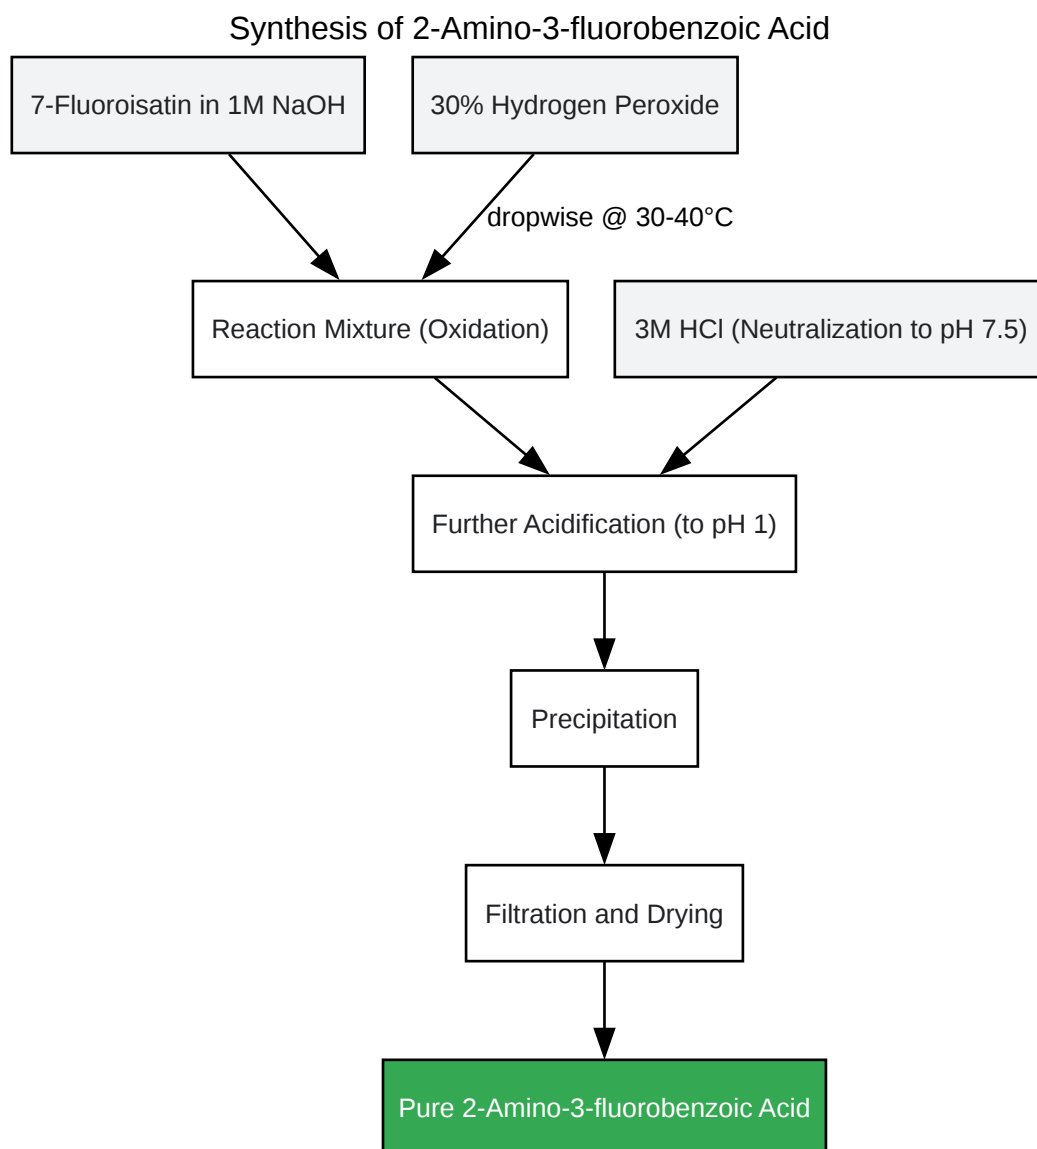 Synthesis of 2-Amino-3-fluorobenzoic Acid
7-Fluoroisatin in 1M NaOH
30% Hydrogen Peroxide
dropwise @ 30-40°C
Reaction Mixture (Oxidation)
3M HCl (Neutralization to pH 7.5)
Further Acidification (to pH 1)
Precipitation
Filtration and Drying
Pure 2-Amino-3-fluorobenzoic Acid